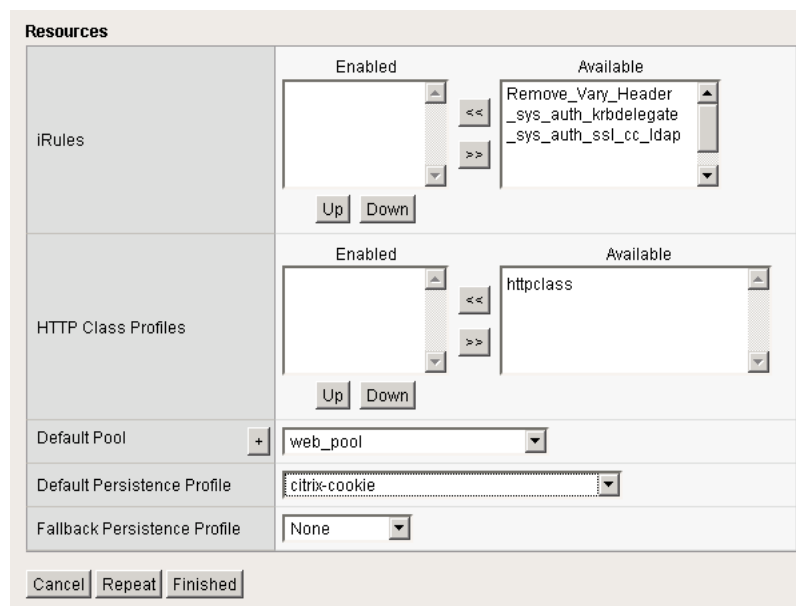 Resources
iRules
Enabled
Available
<<
>>
Remove_Vary_Header
_sys_auth_krbdelegate
_sys_auth_ssl_cc_ldap
Up Down
HTTP Class Profiles
Enabled
Available
<<
>>
httpclass
Up Down
Default Pool + web_pool
Default Persistence Profile citrix-cookie
Fallback Persistence Profile None
Cancel Repeat Finished